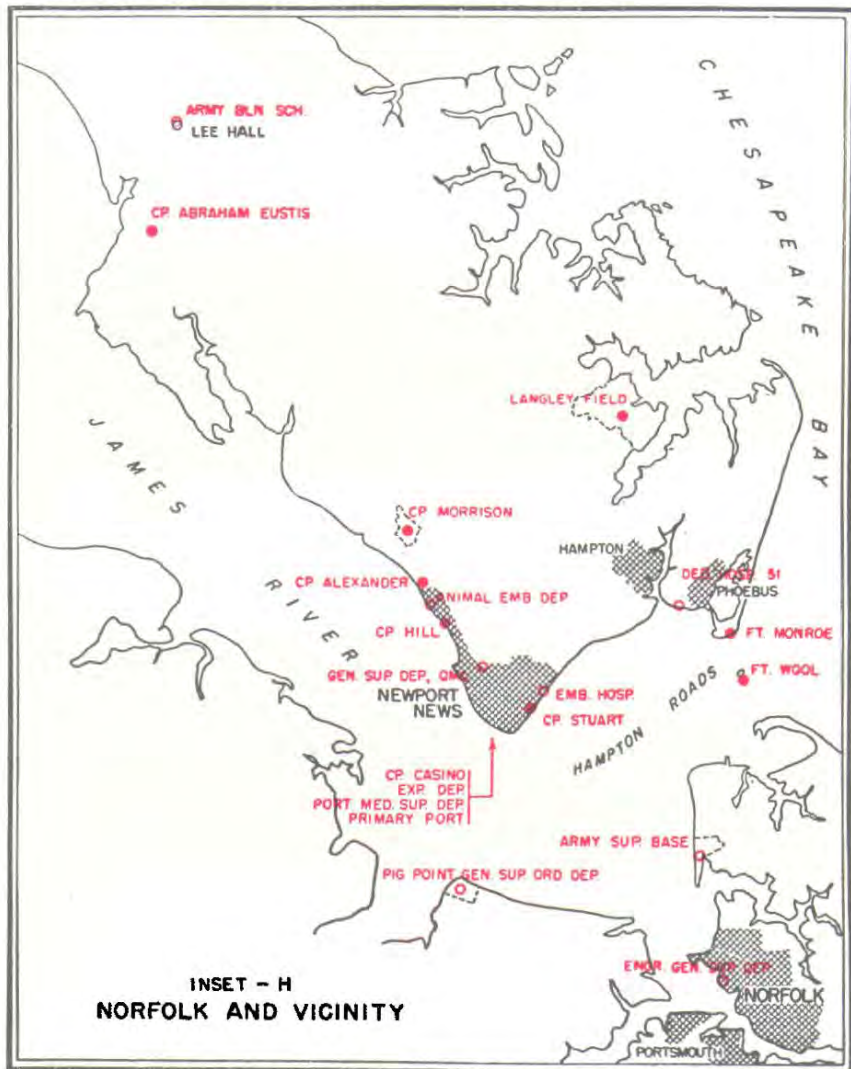 CHESAPEAKE
BAY
ARMY BLN SCH.
LEE HALL
CP. ABRAHAM EUSTIS
LANGLEY FIELD
JAMES
RIVER
CP. MORRISON
HAMPTON
CP. ALEXANDER
DEB. HOSP. 51
PHOEBUS
ANIMAL EMB DEP
CP. HILL
FT. MONROE
GEN. SUP. DEP, QMC
FT. WOOL
NEWPORT
NEWS
EMB. HOSP.
CP. STUART
HAMPTON ROADS
CP. CASINO
EXP. DEP.
PORT MED. SUP. DEP.
PRIMARY PORT
ARMY SUP. BASE
PIG POINT GEN. SUP. ORD DEP.
ENGR. GEN. SUP. DEP.
NORFOLK
PORTSMOUTH
INSET - H
NORFOLK AND VICINITY